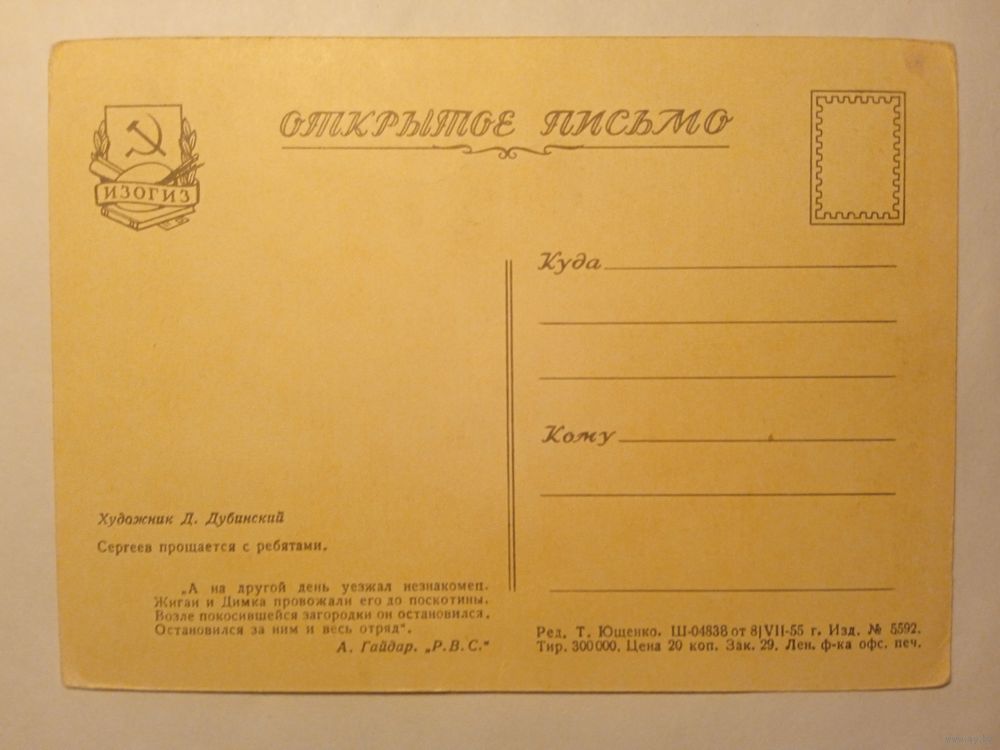 ОТКРЫТОЕ ПИСЬМО
ИЗОГИЗ
Куда
Кому
Художник Д. Дубинский
Сергеев прощается с ребятами.
„А на другой день уезжал незнакомец.
Жиган и Димка провожали его до поскотины.
Возле покосившейся загородки он остановился.
Остановился за ним и весь отряд“.
А. Гайдар. „Р.В.С.“
Ред. Т. Ющенко. Ш-04838 от 8/VII-55 г. Изд. № 5592.
Тир. 300 000. Цена 20 коп. Зак. 29. Лен. ф-ка офс. печ.